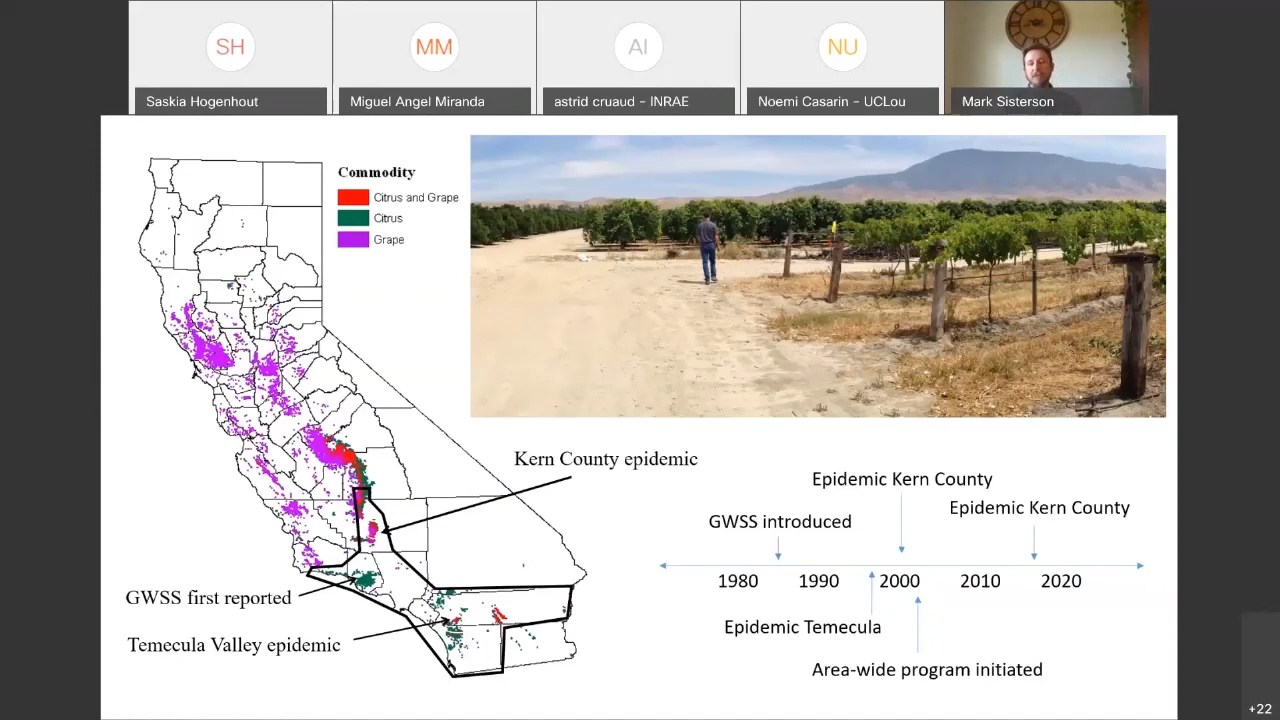 SH
MM
AI
NU
Saskia Hogenhout
Miguel Angel Miranda
astrid cruaud - INRAE
Noemi Casarin - UCLou
Mark Sisterson
Commodity
Citrus and Grape
Citrus
Grape
Kern County epidemic
GWSS first reported
Temecula Valley epidemic
Epidemic Kern County
Epidemic Kern County
GWSS introduced
1980 1990 2000 2010 2020
Epidemic Temecula
Area-wide program initiated
+22